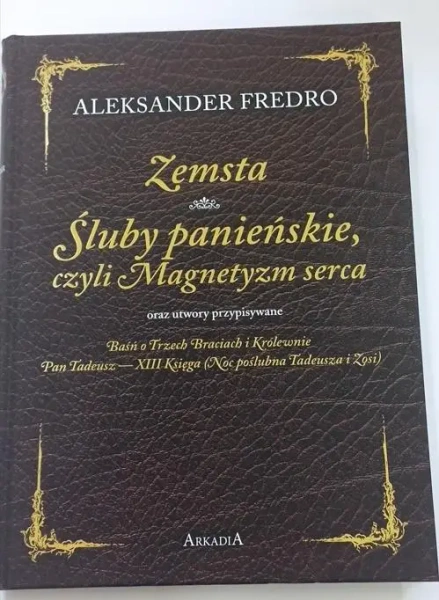 ALEKSANDER FREDRO
Zemsta
Śluby panieńskie,
czyli Magnetyzm serca
oraz utwory przypisywane
Baśń o Trzech Braciach i Królewnie
Pan Tadeusz — XIII Księga (Noc poślubna Tadeusza i Zosi)
ARKADIA